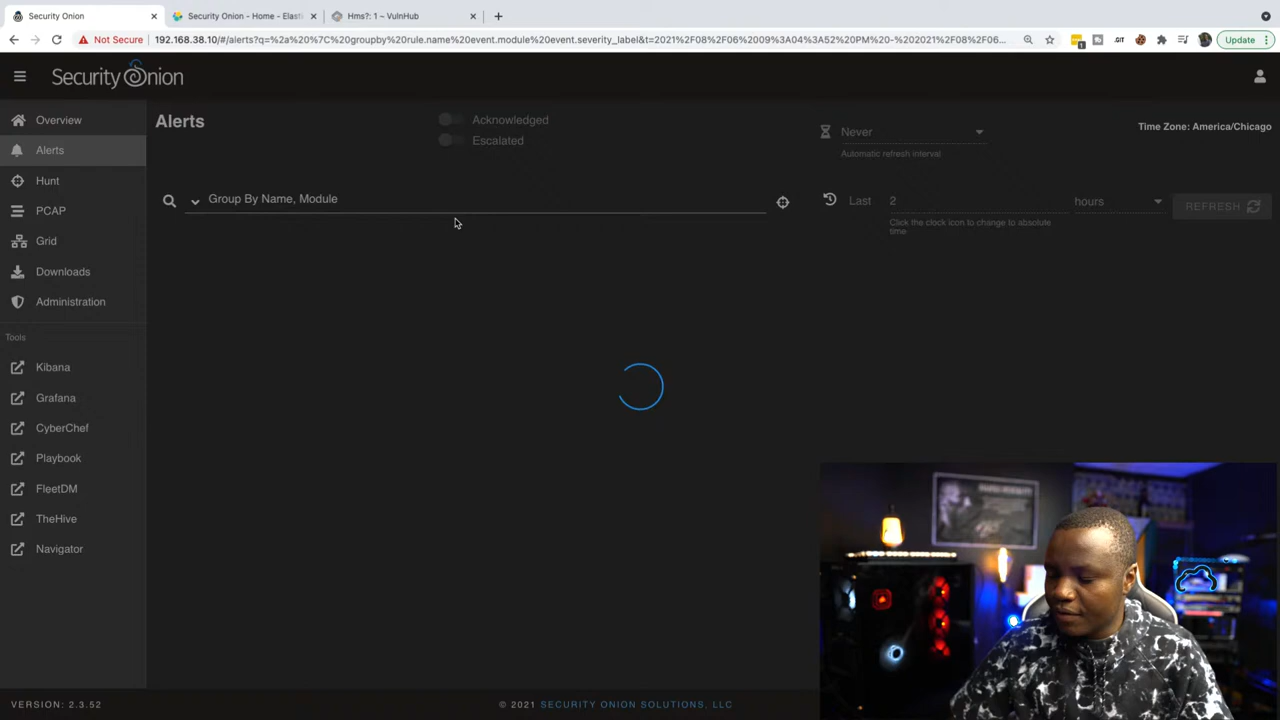 Security Onion
Security Onion - Home - Elasti
Hms?: 1 ~ VulnHub
Not Secure
192.168.38.10/#/alerts?q=%2a%20%7C%20groupby%20rule.name%20event.module%20event.severity_label&t=2021%2F08%2F06%2009%3A04%3A52%20PM%20-%202021%2F08%2F06...
1
.GIT
Update
Security Onion
Overview
Alerts
Hunt
PCAP
Grid
Downloads
Administration
Tools
Kibana
Grafana
CyberChef
Playbook
FleetDM
TheHive
Navigator
Alerts
Acknowledged
Escalated
Never
Automatic refresh interval
Time Zone: America/Chicago
Group By Name, Module
Last
2
hours
REFRESH
Click the clock icon to change to absolute
time
VERSION: 2.3.52
© 2021 SECURITY ONION SOLUTIONS, LLC